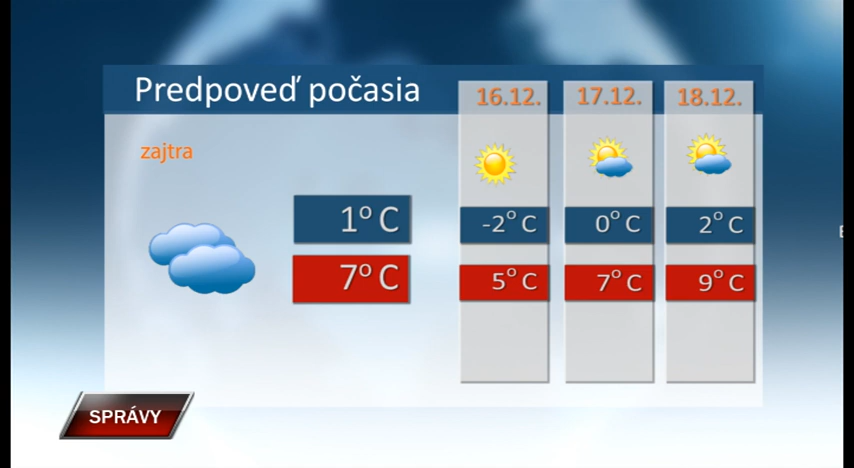 Predpoveď počasia
zajtra
1°C
7°C
16.12.
-2°C
5°C
17.12.
0°C
7°C
18.12.
2°C
9°C
SPRÁVY